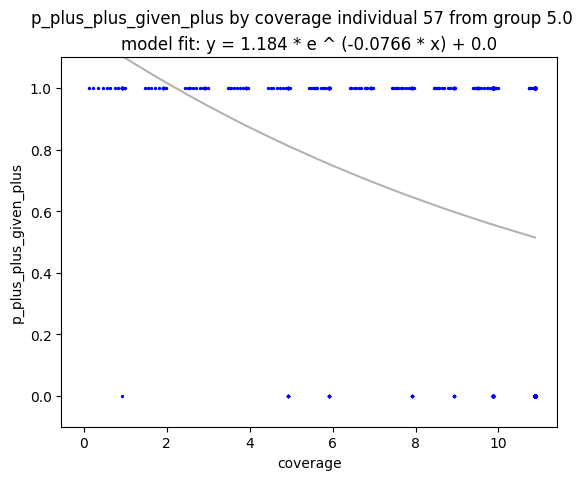 p_plus_plus_given_plus by coverage individual 57 from group 5.0
model fit: y = 1.184 * e ^ (-0.0766 * x) + 0.0
p_plus_plus_given_plus
1.0
0.8
0.6
0.4
0.2
0.0
0 2 4 6 8 10
coverage